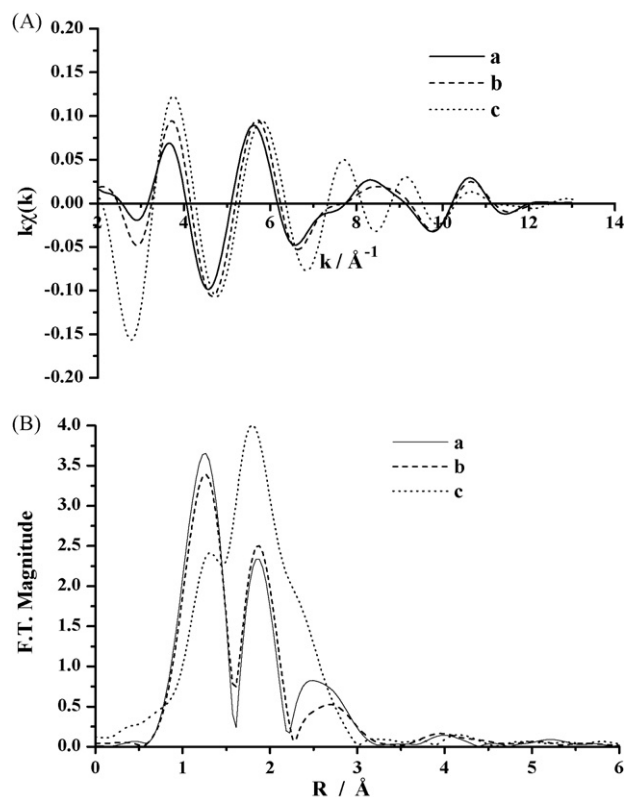 (A)
0.20
0.15
0.10
0.05
0.00
-0.05
-0.10
-0.15
-0.20
kχ(k)
a
b
c
2
4
6
8
10
12
14
k / Å⁻¹
(B)
4.0
3.5
3.0
2.5
2.0
1.5
1.0
0.5
0.0
F.T. Magnitude
a
b
c
0
1
2
3
4
5
6
R / Å